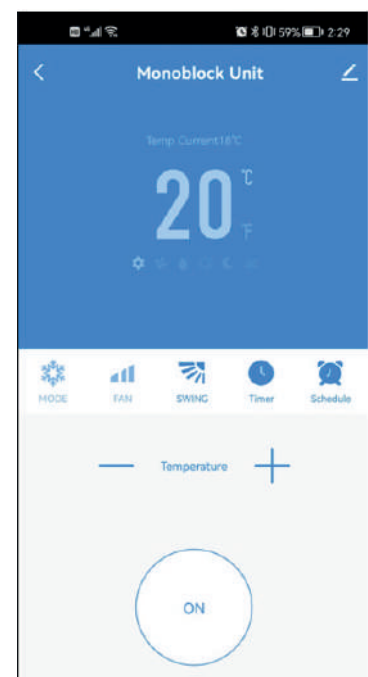 59% 2:29
Monoblock Unit
Temp Current18℃
20 ℃
℉
MODE FAN SWING Timer Schedule
Temperature
ON